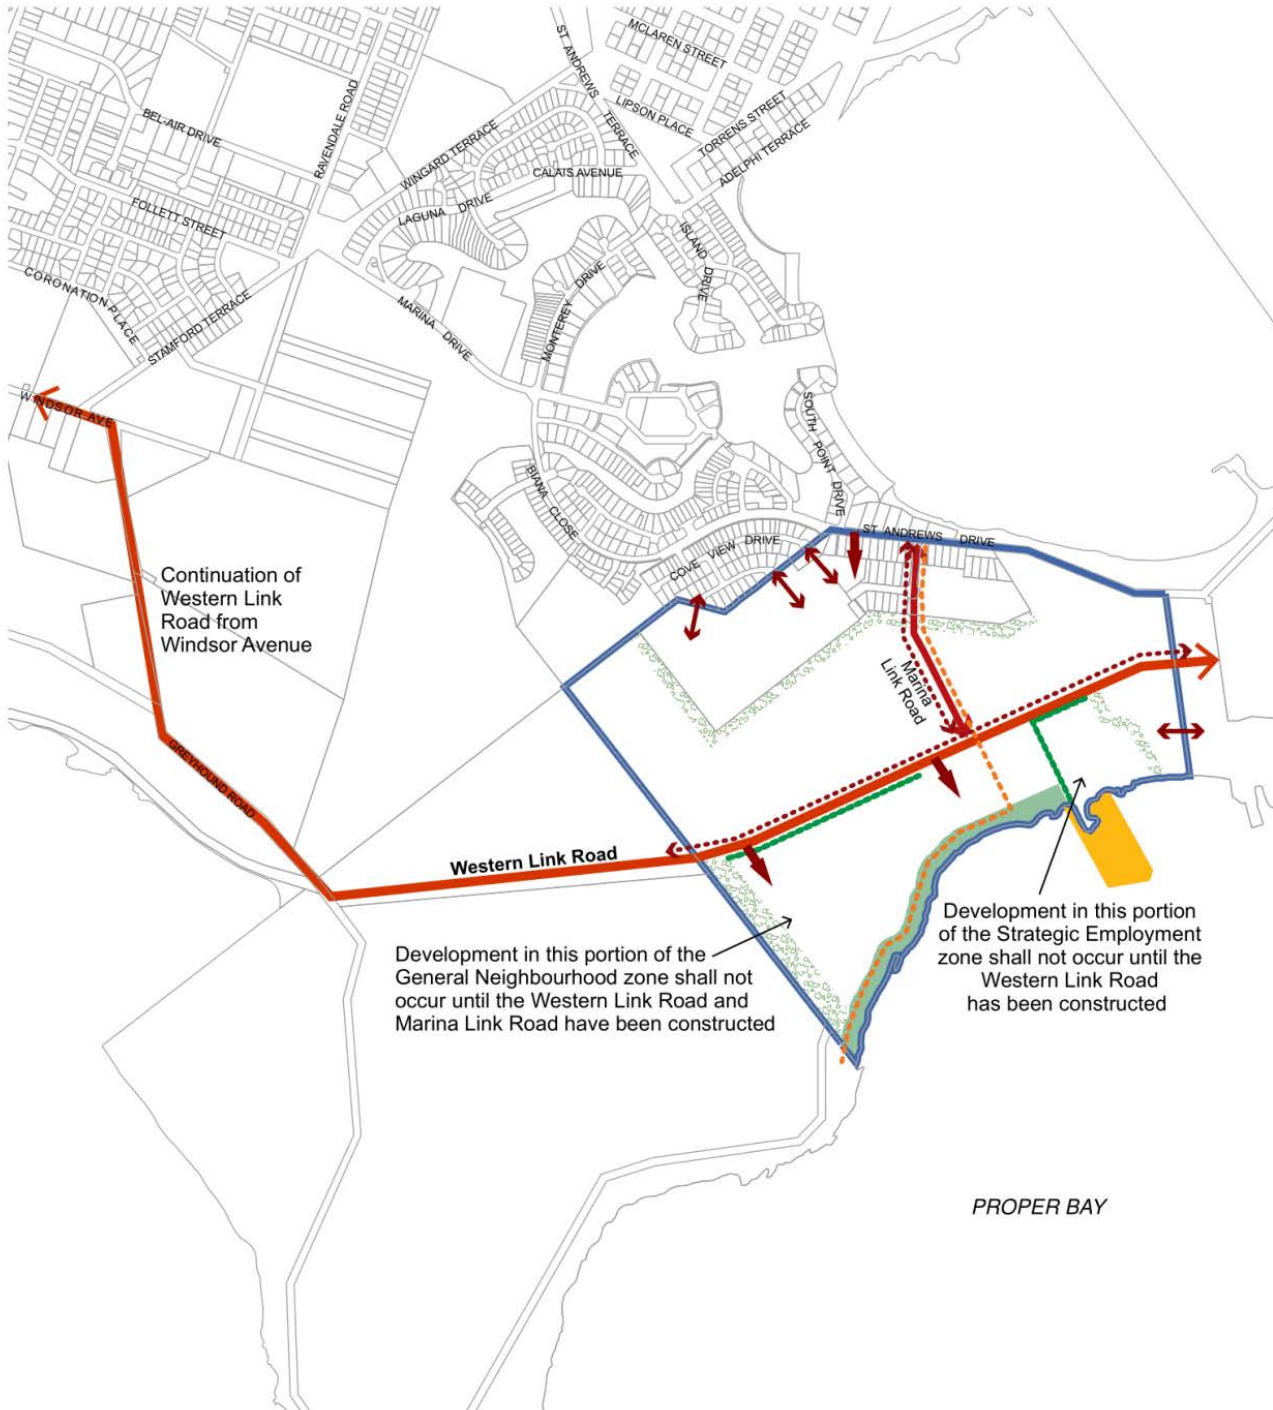 MCLAREN STREET
ST ANDREWS TERRACE
LIPSON PLACE
TORRENS STREET
ADELPHI TERRACE
BEL-AIR DRIVE
RAVENDALE ROAD
WINGARD TERRACE
CALAIS AVENUE
LAGUNA DRIVE
FOLLETT STREET
ISLAND DRIVE
CORONATION PLACE
STAMFORD TERRACE
MARINA DRIVE
MONTEREY DRIVE
WINDSOR AVE
SOUTH POINT DRIVE
BIANA CLOSE
ST ANDREWS DRIVE
COVE VIEW DRIVE
Continuation of
Western Link
Road from
Windsor Avenue
Marina
Link Road
GREYHOUND ROAD
Western Link Road
Development in this portion of the
General Neighbourhood zone shall not
occur until the Western Link Road and
Marina Link Road have been constructed
Development in this portion
of the Strategic Employment
zone shall not occur until the
Western Link Road
has been constructed
PROPER BAY